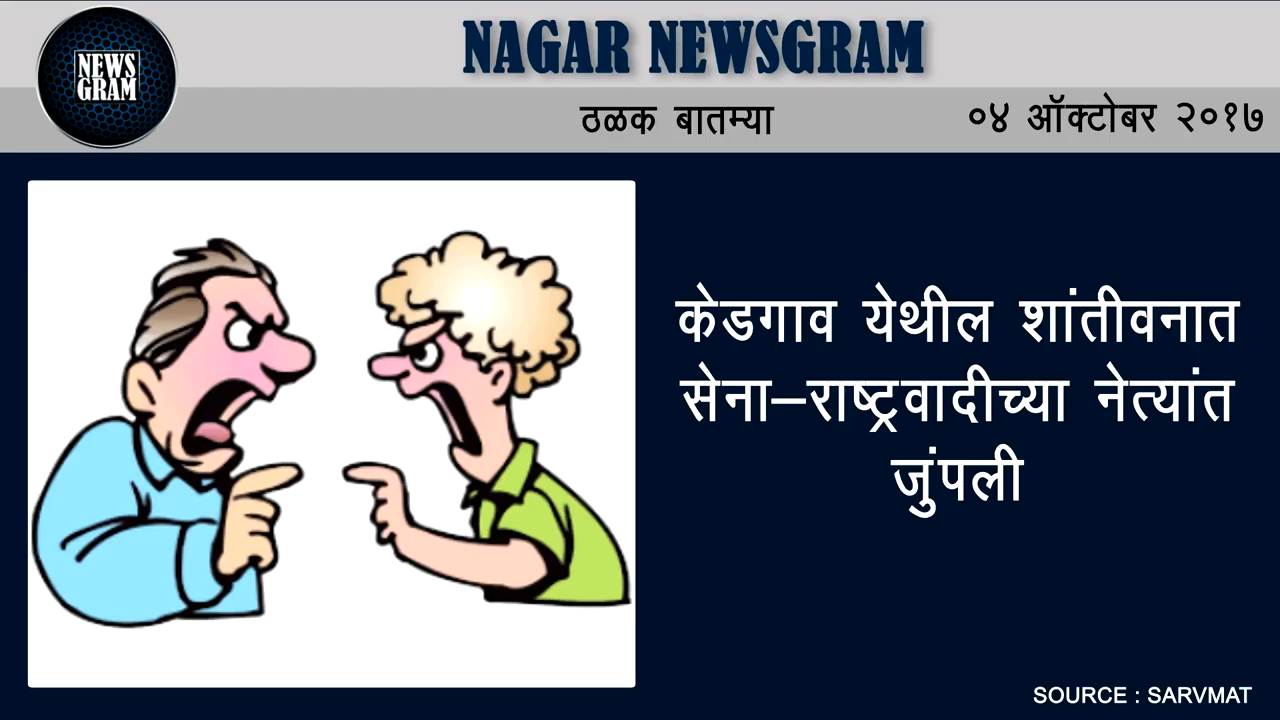 NEWS
GRAM
NAGAR NEWSGRAM
ठळक बातम्या
०४ ऑक्टोबर २०१७
केडगाव येथील शांतीवनात
सेना–राष्ट्रवादीच्या नेत्यांत
जुंपली
SOURCE : SARVMAT